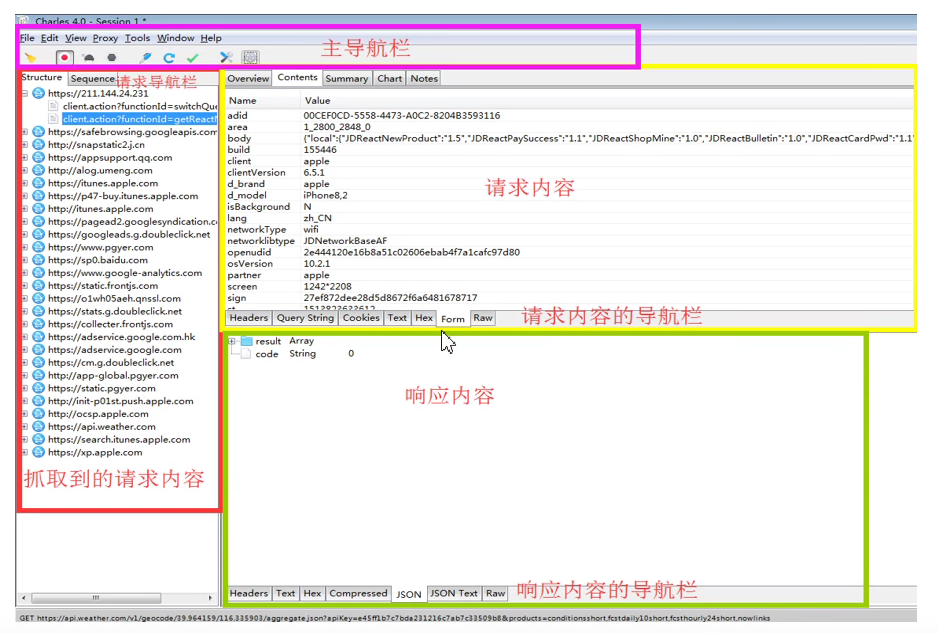 Charles 4.0 - Session 1 *
File Edit View Proxy Tools Window Help
主导航栏
Structure Sequence
请求导航栏
https://211.144.24.231
client.action?functionId=switchQue
client.action?functionId=getReactN
https://safebrowsing.googleapis.com
http://snapstatic2.j.cn
https://appsupport.qq.com
http://alog.umeng.com
https://itunes.apple.com
https://p47-buy.itunes.apple.com
http://itunes.apple.com
https://pagead2.googlesyndication.c
https://googleads.g.doubleclick.net
https://www.pgyer.com
https://sp0.baidu.com
https://www.google-analytics.com
https://static.frontjs.com
https://o1wh05aeh.qnssl.com
https://stats.g.doubleclick.net
https://collecter.frontjs.com
https://adservice.google.com.hk
https://adservice.google.com
https://cm.g.doubleclick.net
http://app-global.pgyer.com
https://static.pgyer.com
http://init-p01st.push.apple.com
http://ocsp.apple.com
https://api.weather.com
https://search.itunes.apple.com
https://xp.apple.com
抓取到的请求内容
Overview Contents Summary Chart Notes
Name Value
adid 00CEF0CD-5558-4473-A0C2-8204B3593116
area 1_2800_2848_0
body {"local":{"JDReactNewProduct":"1.5","JDReactPaySuccess":"1.1","JDReactShopMine":"1.0","JDReactBulletin":"1.0","JDReactCardPwd":"1.1"
build 155446
client apple
clientVersion 6.5.1
d_brand apple
d_model iPhone8,2
isBackground N
lang zh_CN
networkType wifi
networklibtype JDNetworkBaseAF
openudid 2e444120e16b8a51c02606ebab4f7a1cafc97d80
osVersion 10.2.1
partner apple
screen 1242*2208
sign 27ef872dee28d5d8672f6a6481678717
请求内容
Headers Query String Cookies Text Hex Form Raw
请求内容的导航栏
result Array
code String 0
响应内容
Headers Text Hex Compressed JSON JSON Text Raw
响应内容的导航栏
GET https://api.weather.com/v1/geocode/39.964159/116.335903/aggregate.json?apiKey=e45ff1b7c7bda231216c7ab7c33509b8&products=conditionsshort,fcstdaily10short,fcsthourly24short,nowlinks